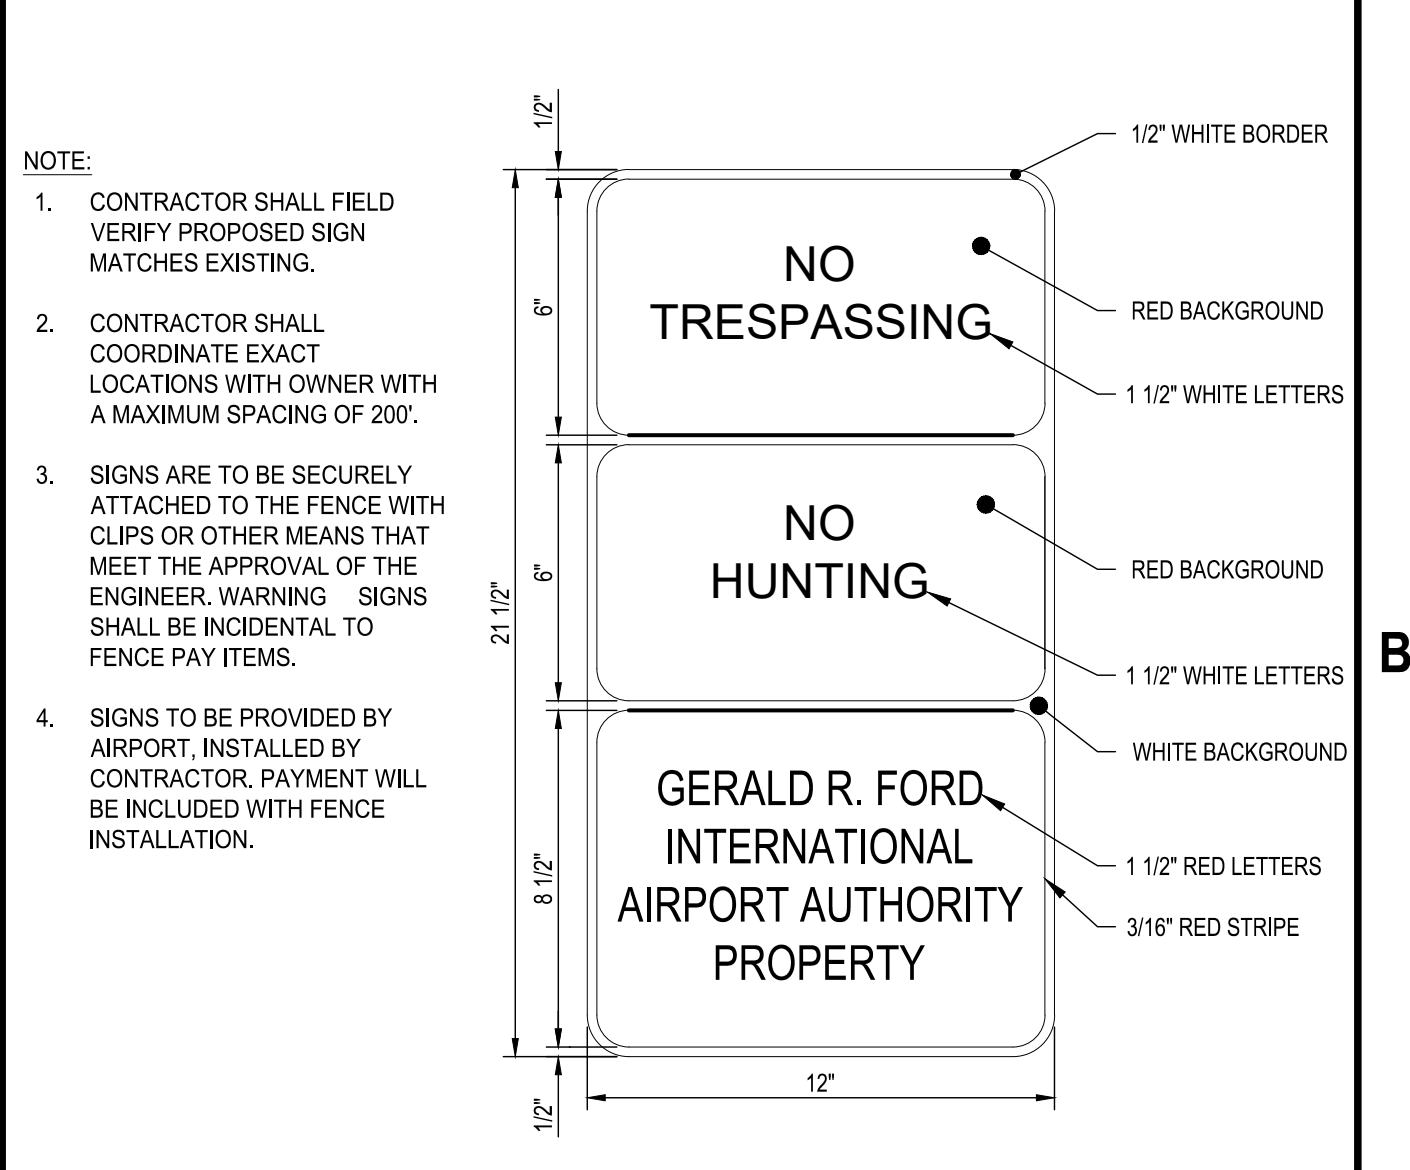 NOTE:
1. CONTRACTOR SHALL FIELD
VERIFY PROPOSED SIGN
MATCHES EXISTING.
2. CONTRACTOR SHALL
COORDINATE EXACT
LOCATIONS WITH OWNER WITH
A MAXIMUM SPACING OF 200'.
3. SIGNS ARE TO BE SECURELY
ATTACHED TO THE FENCE WITH
CLIPS OR OTHER MEANS THAT
MEET THE APPROVAL OF THE
ENGINEER. WARNING SIGNS
SHALL BE INCIDENTAL TO
FENCE PAY ITEMS.
4. SIGNS TO BE PROVIDED BY
AIRPORT, INSTALLED BY
CONTRACTOR. PAYMENT WILL
BE INCLUDED WITH FENCE
INSTALLATION.
1/2"
6"
6"
21 1/2"
8 1/2"
1/2"
12"
NO
TRESPASSING
NO
HUNTING
GERALD R. FORD
INTERNATIONAL
AIRPORT AUTHORITY
PROPERTY
1/2" WHITE BORDER
RED BACKGROUND
1 1/2" WHITE LETTERS
RED BACKGROUND
1 1/2" WHITE LETTERS
WHITE BACKGROUND
1 1/2" RED LETTERS
3/16" RED STRIPE
B